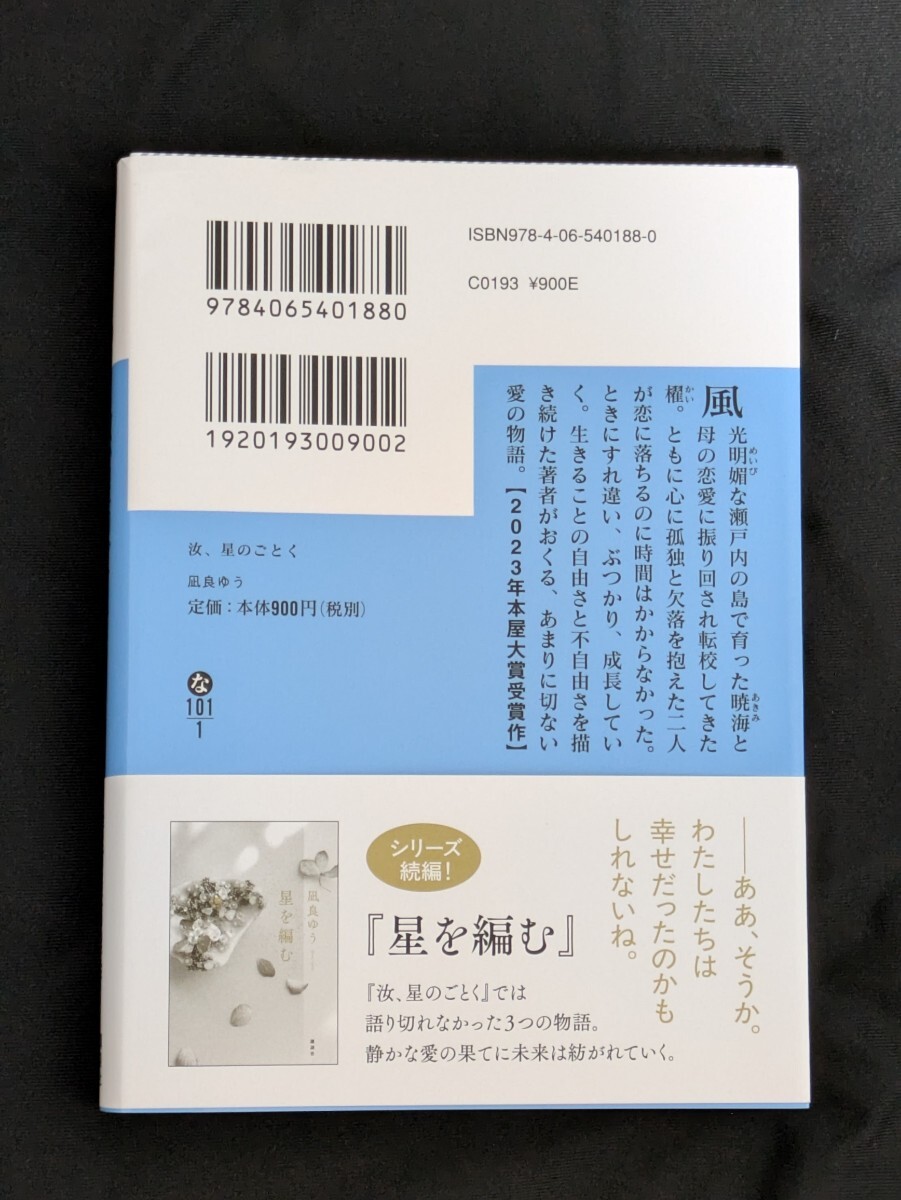 ISBN978-4-06-540188-0
C0193 ¥900E
9784065401880
1920193009002
風光明媚な瀬戸内の島で育った暁海と
めいび
あきみ
母の恋愛に振り回され転校してきた
櫂。ともに心に孤独と欠落を抱えた二人
かい
が恋に落ちるのに時間はかからなかった。
ときにすれ違い、ぶつかり、成長してい
く。生きることの自由さと不自由さを描
き続けた著者がおくる、あまりに切ない
愛の物語。【2023年本屋大賞受賞作】
汝、星のごとく
凪良ゆう
定価:本体900円(税別)
な
101
1
――ああ、そうか。
わたしたちは
幸せだったのかも
しれないね。
シリーズ
続編!
『星を編む』
『汝、星のごとく』では
語り切れなかった3つの物語。
静かな愛の果てに未来は紡がれていく。
凪良ゆう
星を編む
講談社